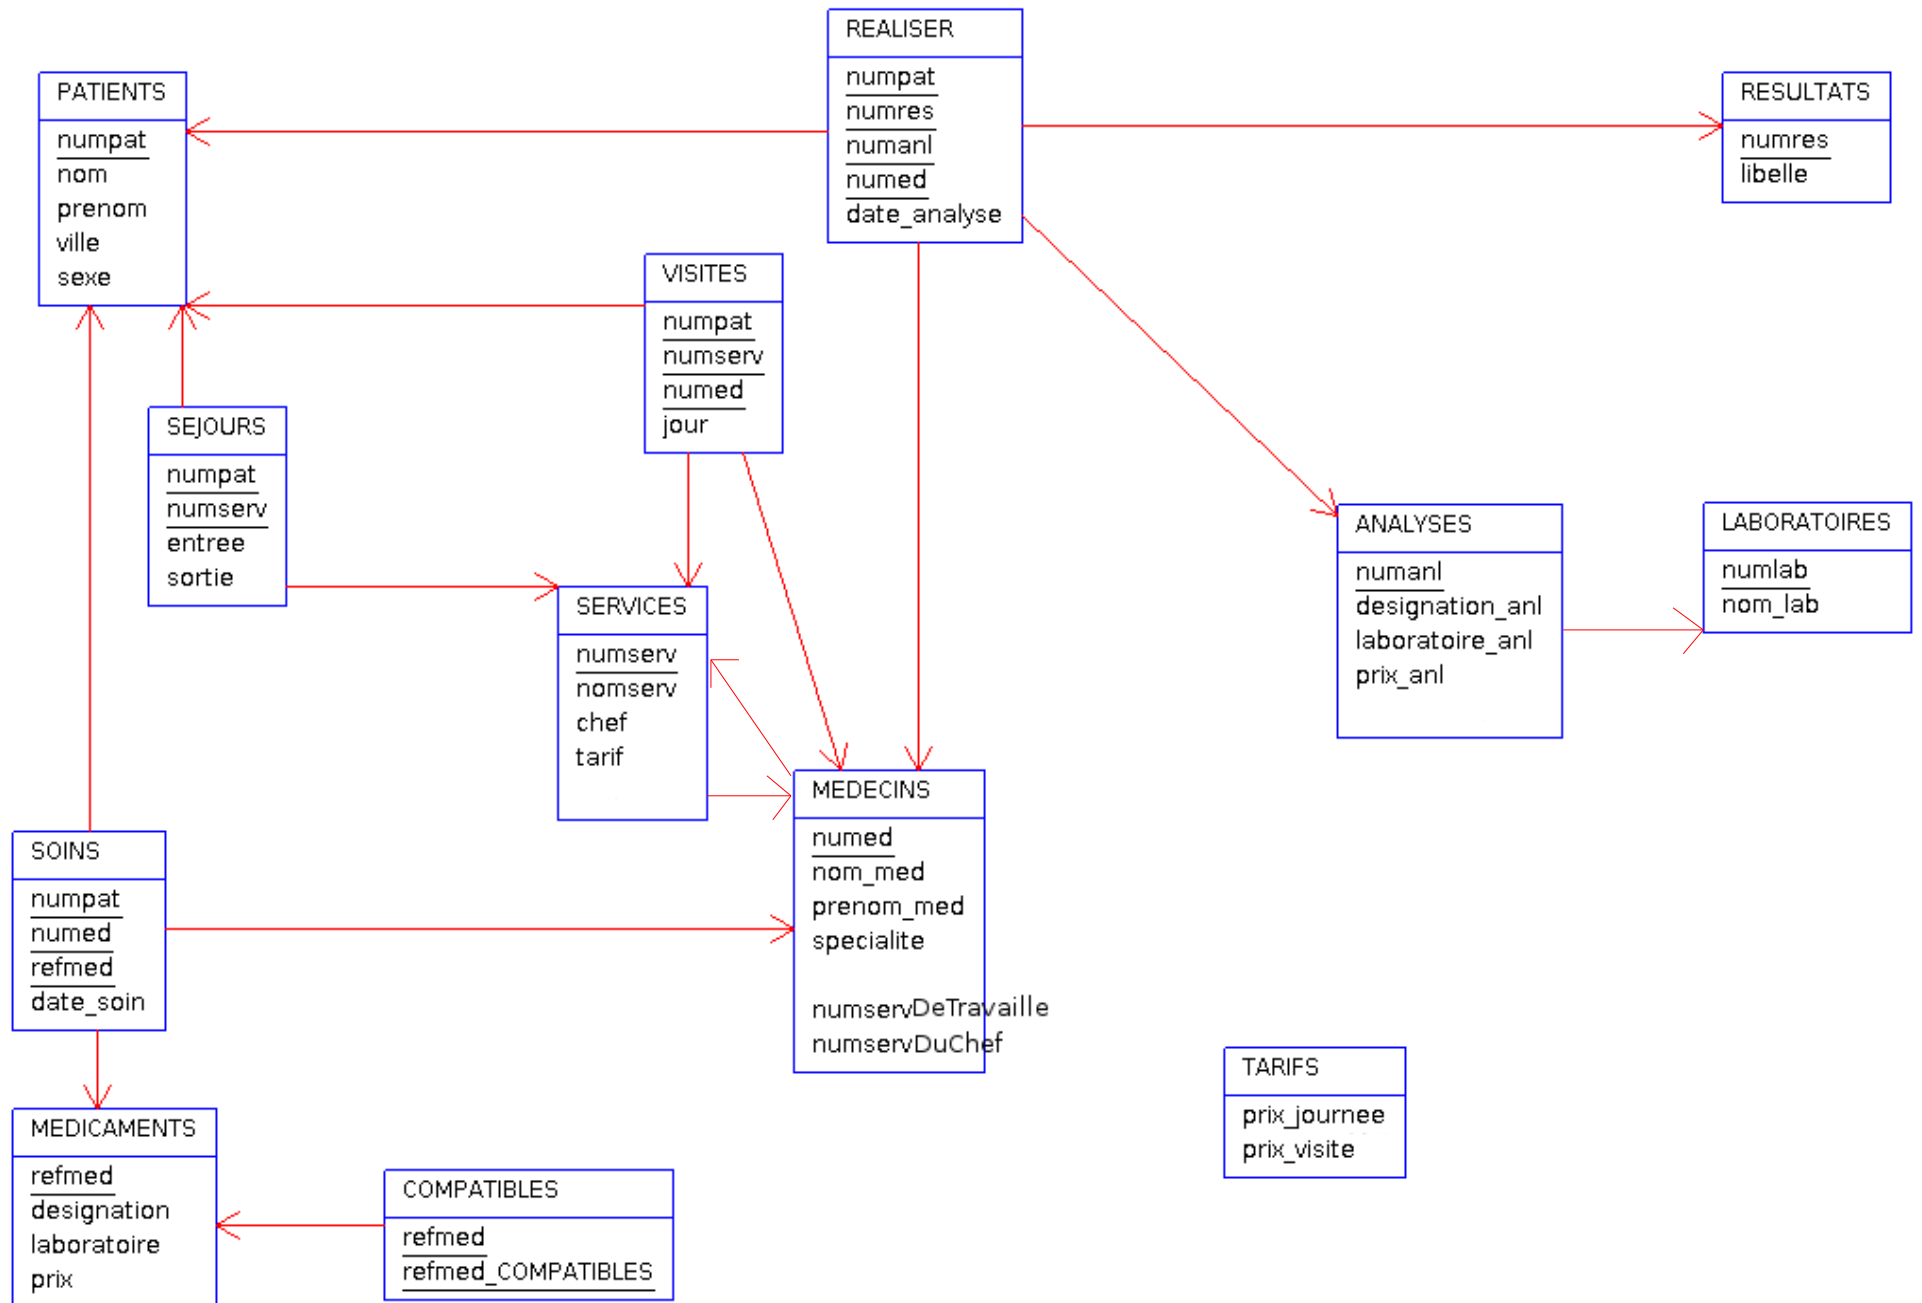 REALISER
numpat
numres
numanl
numed
date_analyse
PATIENTS
numpat
nom
prenom
ville
sexe
RESULTATS
numres
libelle
VISITES
numpat
numserv
numed
jour
SEJOURS
numpat
numserv
entree
sortie
SERVICES
numserv
nomserv
chef
tarif
ANALYSES
numanl
designation_anl
laboratoire_anl
prix_anl
LABORATOIRES
numlab
nom_lab
MEDECINS
numed
nom_med
prenom_med
specialite
numservDeTravaille
numservDuChef
SOINS
numpat
numed
refmed
date_soin
TARIFS
prix_journee
prix_visite
MEDICAMENTS
refmed
designation
laboratoire
prix
COMPATIBLES
refmed
refmed_COMPATIBLES